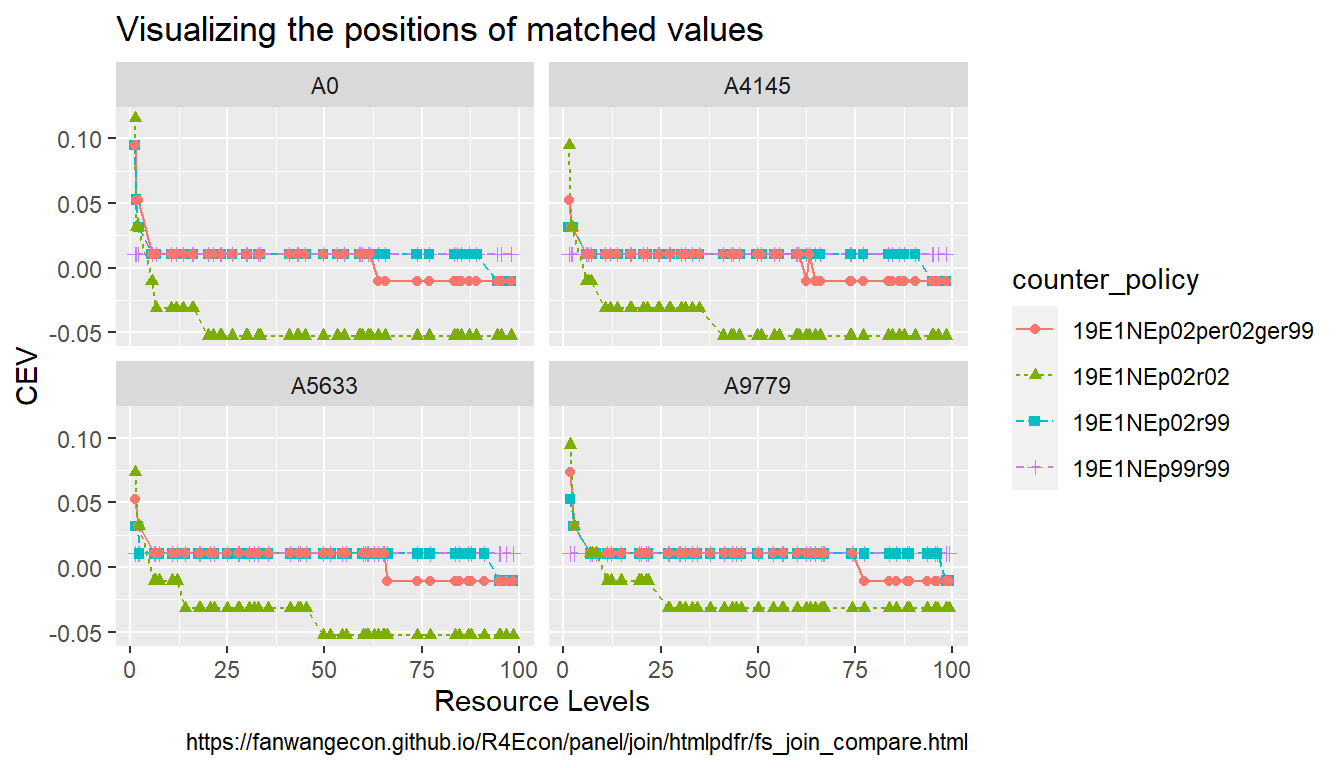 Visualizing the positions of matched values
A0
A4145
0.10
0.05
0.00
-0.05
A5633
A9779
0.10
0.05
0.00
-0.05
0 25 50 75 100
0 25 50 75 100
CEV
Resource Levels
counter_policy
19E1NEp02per02ger99
19E1NEp02r02
19E1NEp02r99
19E1NEp99r99
https://fanwangecon.github.io/R4Econ/panel/join/htmlpdfr/fs_join_compare.html